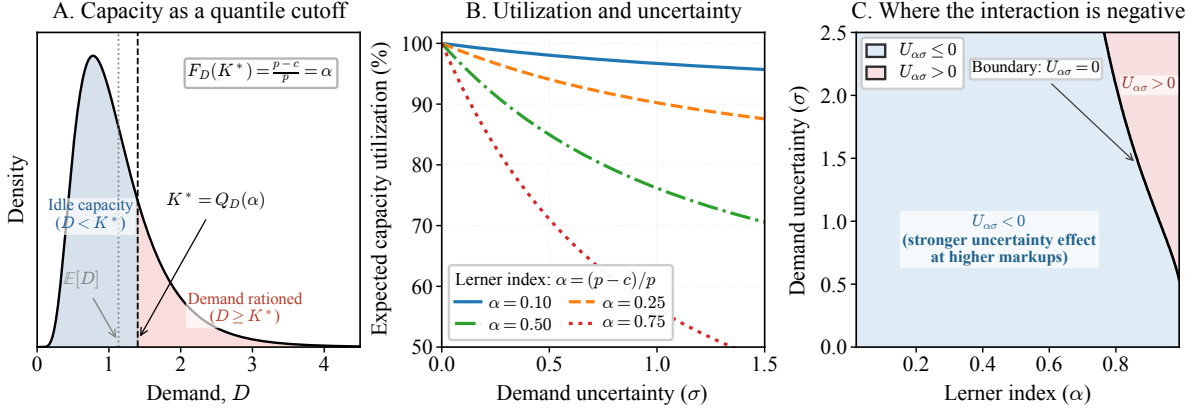 A. Capacity as a quantile cutoff
F_D(K*) = (p−c)/p = α
Idle capacity
(D < K*)
K* = Q_D(α)
𝔼[D]
Demand rationed
(D ≥ K*)
Density
0 1 2 3 4
Demand, D
B. Utilization and uncertainty
Expected capacity utilization (%)
100
90
80
70
60
50
Lerner index: α = (p − c)/p
α = 0.10 α = 0.25
α = 0.50 α = 0.75
0.0 0.5 1.0 1.5
Demand uncertainty (σ)
C. Where the interaction is negative
Demand uncertainty (σ)
2.5
2.0
1.5
1.0
0.5
0.0
U_ασ ≤ 0
U_ασ > 0
Boundary: U_ασ = 0
U_ασ > 0
U_ασ < 0
(stronger uncertainty effect
at higher markups)
0.2 0.4 0.6 0.8
Lerner index (α)